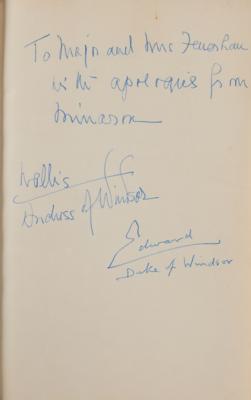 To Major and Mrs
with apologies from
Wallis
Duchess of Windsor
Edward
Duke of Windsor